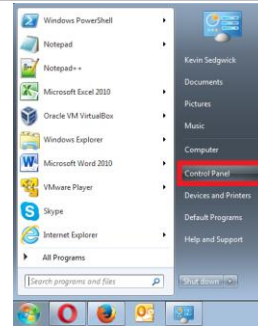 Windows PowerShell
Notepad
Notepad++
Microsoft Excel 2010
Oracle VM VirtualBox
Windows Explorer
Microsoft Word 2010
VMware Player
Skype
Internet Explorer
All Programs
Search programs and files
Kevin Sedgwick
Documents
Pictures
Music
Computer
Control Panel
Devices and Printers
Default Programs
Help and Support
Shut down